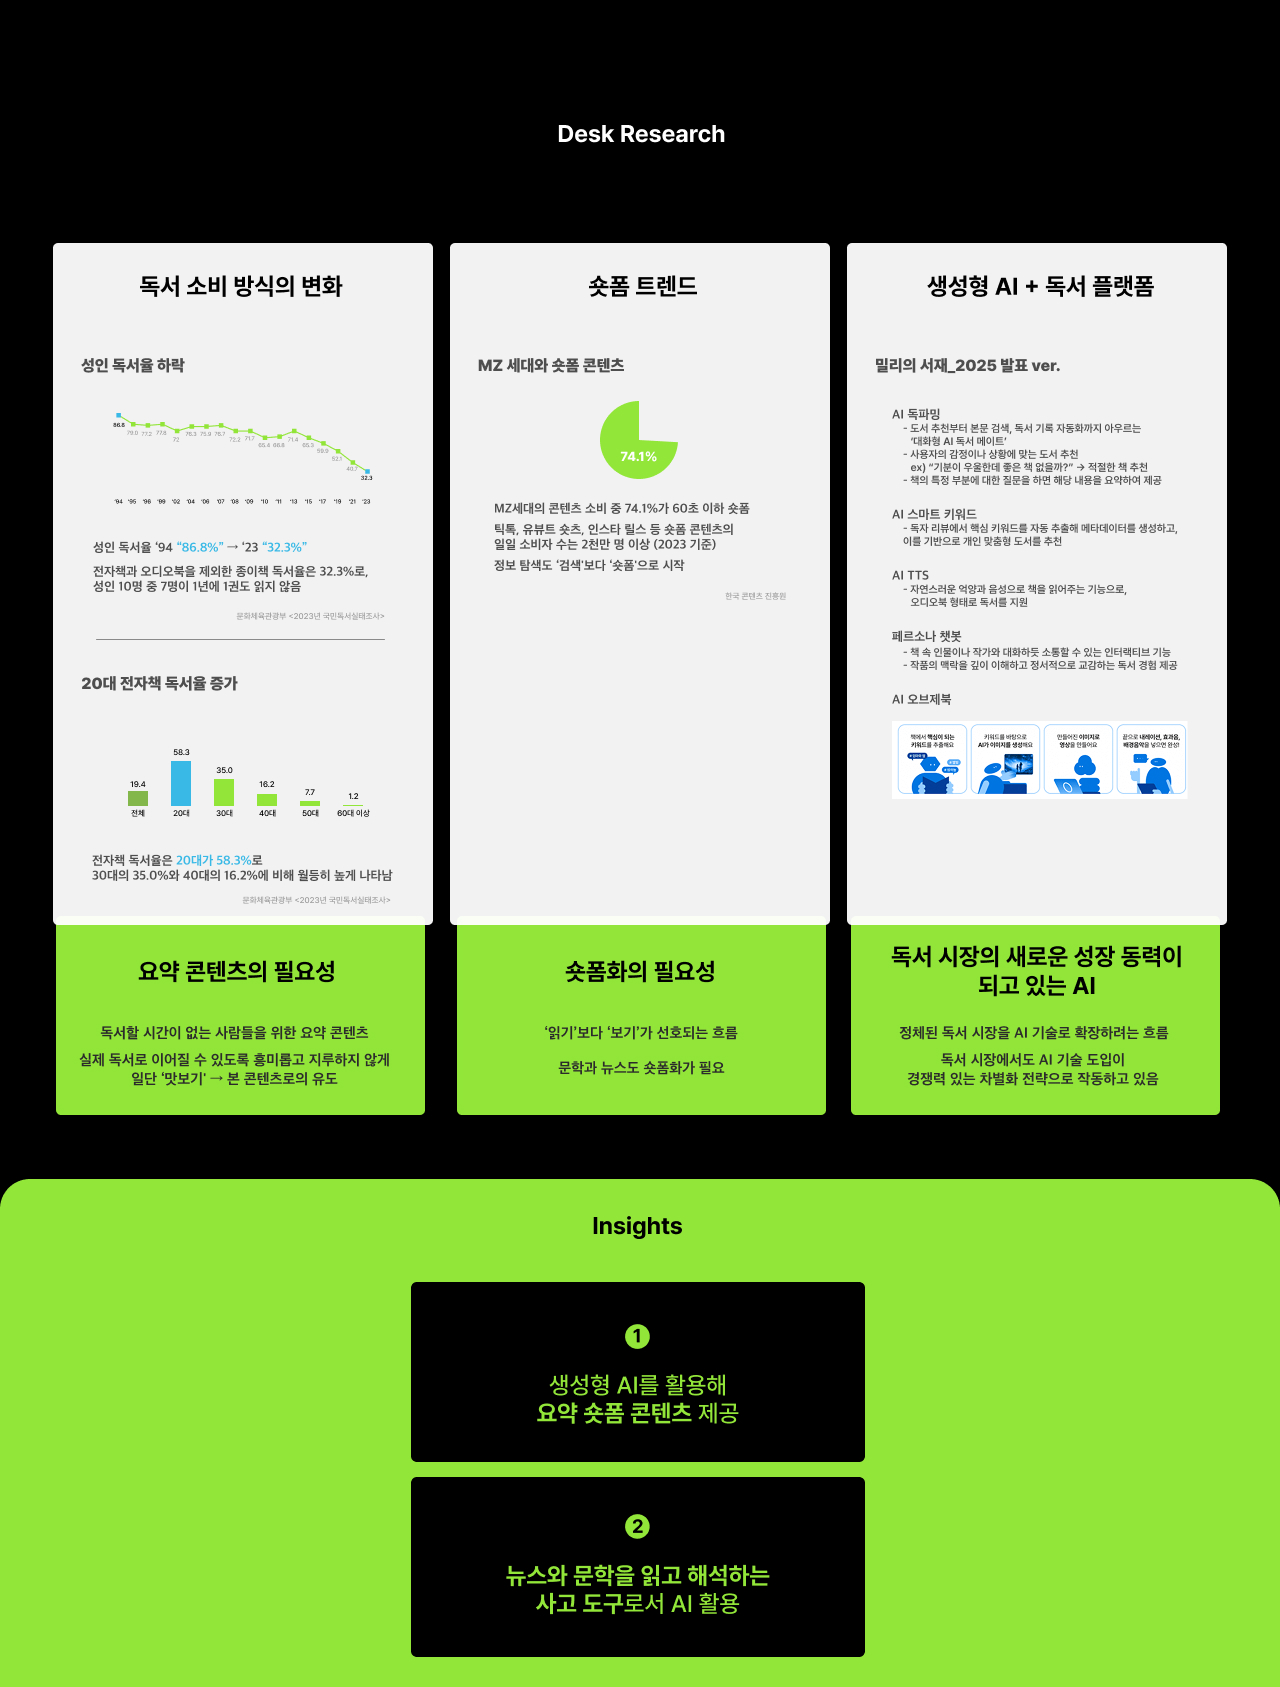 Desk Research
독서 소비 방식의 변화
성인 독서율 하락
86.8
79.0 77.2 77.8 72 76.3 75.9 76.7 72.2 71.7 65.4 66.8 71.4 65.3 59.9 52.1 40.7
32.3
'94 '95 '96 '99 '02 '04 '06 '07 '08 '09 '10 '11 '13 '15 '17 '19 '21 '23
성인 독서율 ‘94 “86.8” → ‘23 “32.3%”
전자책과 오디오북을 제외한 종이책 독서율은 32.3%로,
성인 10명 중 7명이 1년에 1권도 읽지 않음
문화체육관광부 <2023년 국민독서실태조사>
20대 전자책 독서율 증가
19.4 58.3 35.0 16.2 7.7 1.2
전체 20대 30대 40대 50대 60대 이상
전자책 독서율은 20대가 58.3%로
30대의 35.0%와 40대의 16.2%에 비해 월등히 높게 나타남
문화체육관광부 <2023년 국민독서실태조사>
요약 콘텐츠의 필요성
독서할 시간이 없는 사람들을 위한 요약 콘텐츠
실제 독서로 이어질 수 있도록 흥미롭고 지루하지 않게
일단 ‘맛보기’ → 본 콘텐츠로의 유도
숏폼 트렌드
MZ 세대와 숏폼 콘텐츠
74.1%
MZ세대의 콘텐츠 소비 중 74.1%가 60초 이하 숏폼
틱톡, 유뷰트 숏츠, 인스타 릴스 등 숏폼 콘텐츠의
일일 소비자 수는 2천만 명 이상 (2023 기준)
정보 탐색도 ‘검색’보다 ‘숏폼’으로 시작
한국 콘텐츠 진흥원
숏폼화의 필요성
‘읽기’보다 ‘보기’가 선호되는 흐름
문학과 뉴스도 숏폼화가 필요
생성형 AI + 독서 플랫폼
밀리의 서재_2025 발표 ver.
AI 독파밍
- 도서 추천부터 본문 검색, 독서 기록 자동화까지 아우르는
‘대화형 AI 독서 메이트’
- 사용자의 감정이나 상황에 맞는 도서 추천
ex) “기분이 우울한데 좋은 책 없을까?” → 적절한 책 추천
- 책의 특정 부분에 대한 질문을 하면 해당 내용을 요약하여 제공
AI 스마트 키워드
- 독자 리뷰에서 핵심 키워드를 자동 추출해 메타데이터를 생성하고,
이를 기반으로 개인 맞춤형 도서를 추천
AI TTS
- 자연스러운 억양과 음성으로 책을 읽어주는 기능으로,
오디오북 형태로 독서를 지원
페르소나 챗봇
- 책 속 인물이나 작가와 대화하듯 소통할 수 있는 인터랙티브 기능
- 작품의 맥락을 깊이 이해하고 정서적으로 교감하는 독서 경험 제공
AI 오브제북
책에서 핵심이 되는
키워드를 추출해요
키워드를 바탕으로
AI가 이미지를 생성해요
만들어진 이미지로
영상을 만들어요
끝으로 내레이션, 효과음,
배경음악을 넣으면 완성!
독서 시장의 새로운 성장 동력이
되고 있는 AI
정체된 독서 시장을 AI 기술로 확장하려는 흐름
독서 시장에서도 AI 기술 도입이
경쟁력 있는 차별화 전략으로 작동하고 있음
Insights
1
생성형 AI를 활용해
요약 숏폼 콘텐츠 제공
2
뉴스와 문학을 읽고 해석하는
사고 도구로서 AI 활용